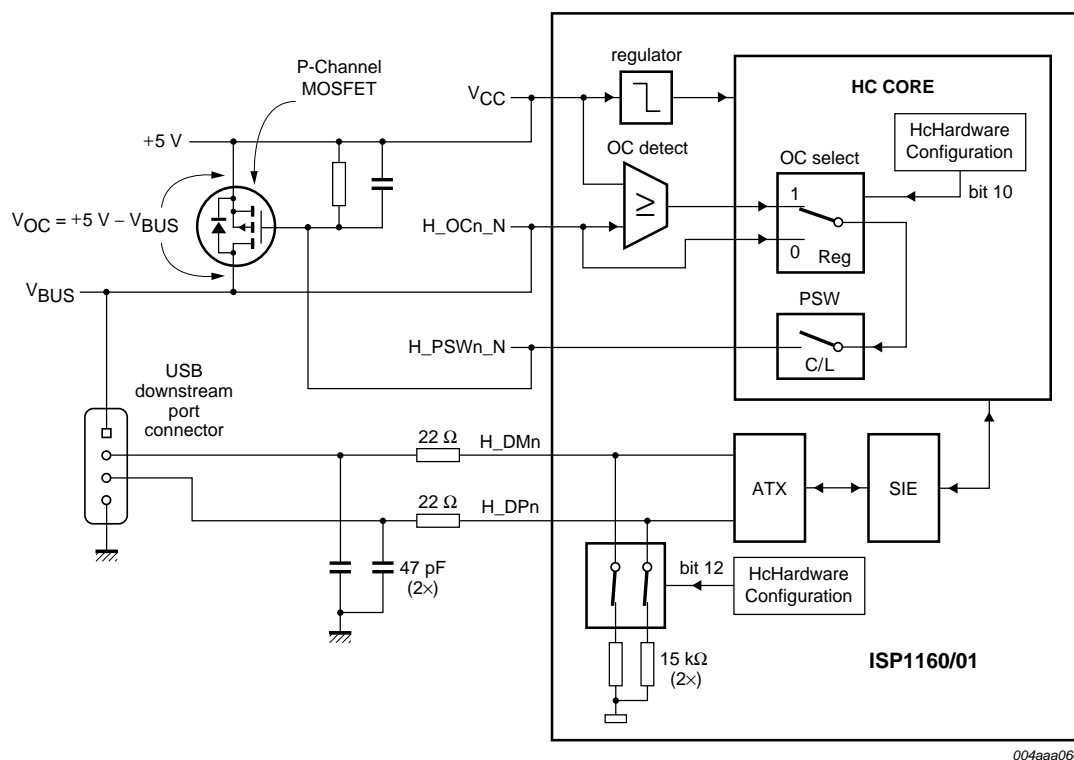 P-Channel
MOSFET
regulator
VCC
HC CORE
+5 V
OC detect
HcHardware
Configuration
OC select
bit 10
1
≥
VOC = +5 V − VBUS
H_OCn_N
0
Reg
VBUS
PSW
H_PSWn_N
C/L
USB
downstream
port
connector
22 Ω
H_DMn
ATX
SIE
22 Ω
H_DPn
47 pF
(2×)
bit 12
HcHardware
Configuration
15 kΩ
(2×)
ISP1160/01